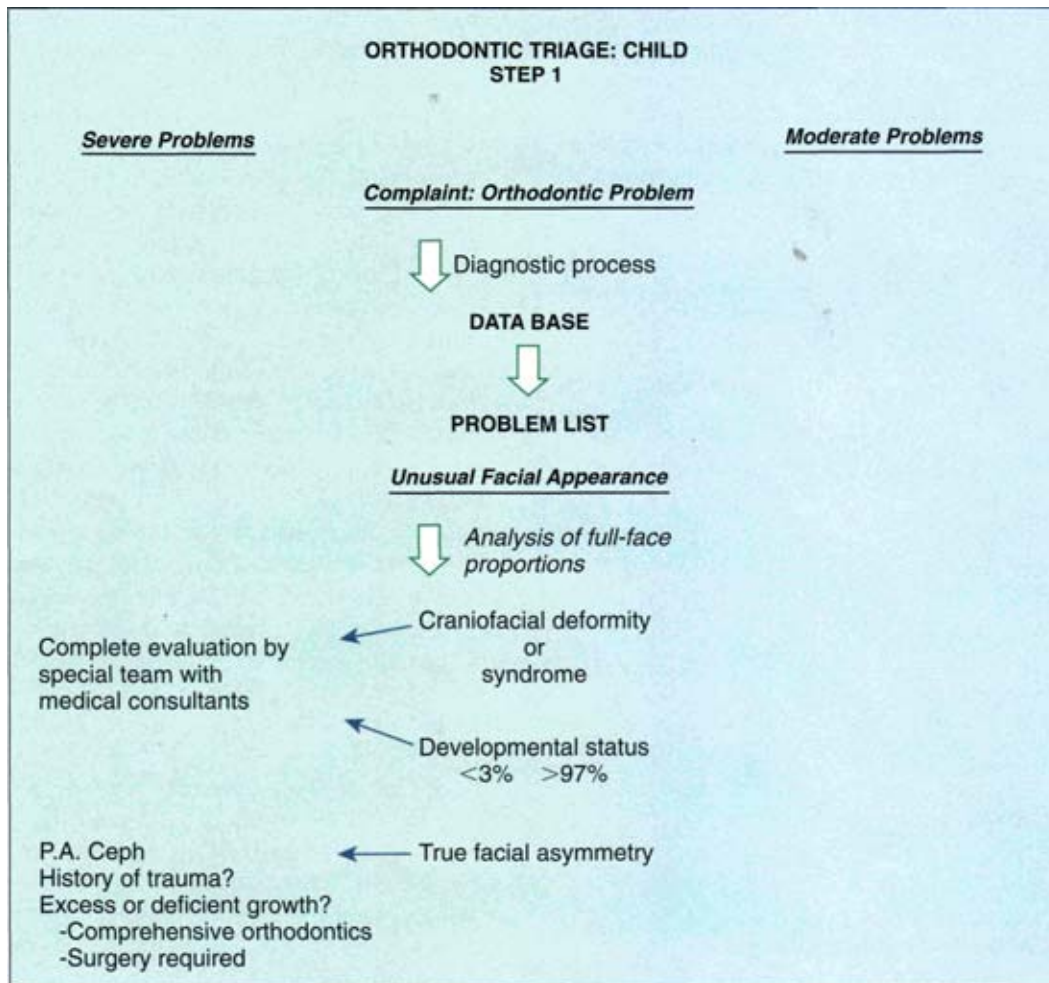 ORTHODONTIC TRIAGE: CHILD
STEP 1
Severe Problems
Moderate Problems
Complaint: Orthodontic Problem
Diagnostic process
DATA BASE
PROBLEM LIST
Unusual Facial Appearance
Analysis of full-face
proportions
Craniofacial deformity
or
syndrome
Complete evaluation by
special team with
medical consultants
Developmental status
<3% >97%
True facial asymmetry
P.A. Ceph
History of trauma?
Excess or deficient growth?
-Comprehensive orthodontics
-Surgery required